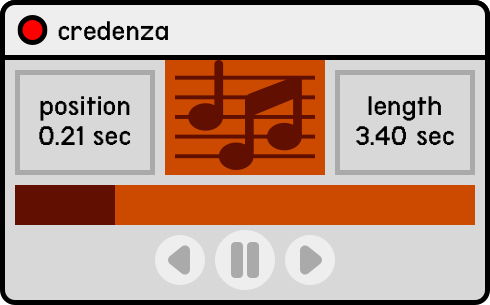 credenza
position
0.21 sec
length
3.40 sec